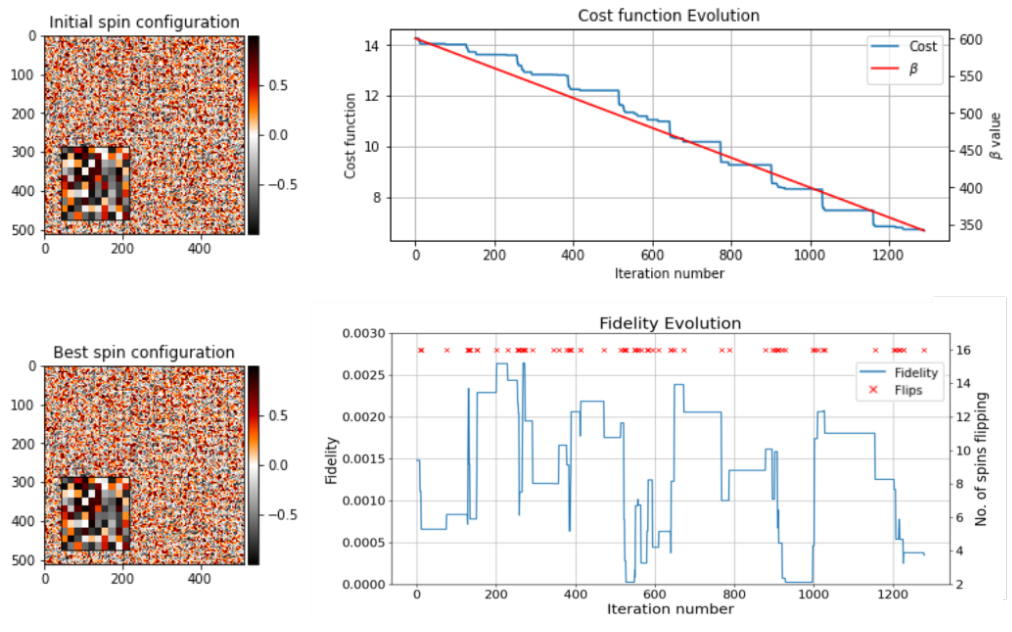 Initial spin configuration
0
100
200
300
400
500
0 200 400
0.5
0.0
−0.5
Cost function Evolution
Cost function
14
12
10
8
0 200 400 600 800 1000 1200
Iteration number
600
550
500
450
400
350
β value
Cost
β
Best spin configuration
0
100
200
300
400
500
0 200 400
0.5
0.0
−0.5
Fidelity Evolution
Fidelity
0.0030
0.0025
0.0020
0.0015
0.0010
0.0005
0.0000
0 200 400 600 800 1000 1200
Iteration number
16
14
12
10
8
6
4
2
No. of spins flipping
Fidelity
Flips